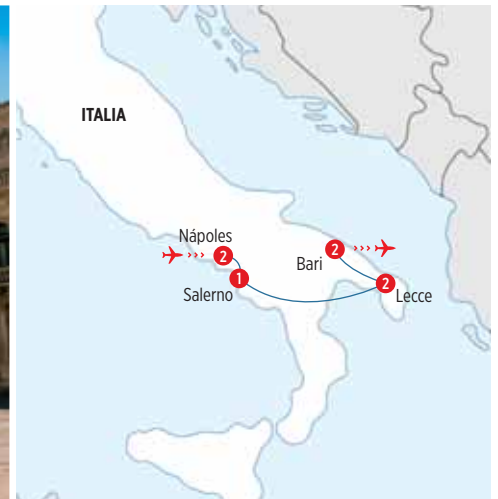 ITALIA
Nápoles
2
1
Salerno
2
Bari
2
Lecce